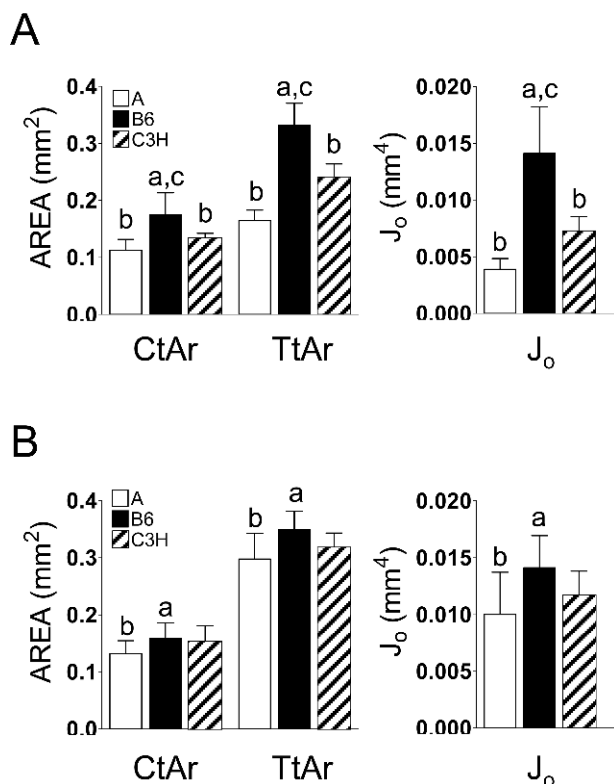 A
AREA (mm²)
0.4
0.3
0.2
0.1
0.0
A
B6
C3H
b
a,c
b
b
a,c
b
CtAr
TtAr
Jₒ (mm⁴)
0.020
0.015
0.010
0.005
0.000
b
a,c
b
Jₒ
B
AREA (mm²)
0.4
0.3
0.2
0.1
0.0
A
B6
C3H
b
a
b
a
CtAr
TtAr
Jₒ (mm⁴)
0.020
0.015
0.010
0.005
0.000
b
a
Jₒ